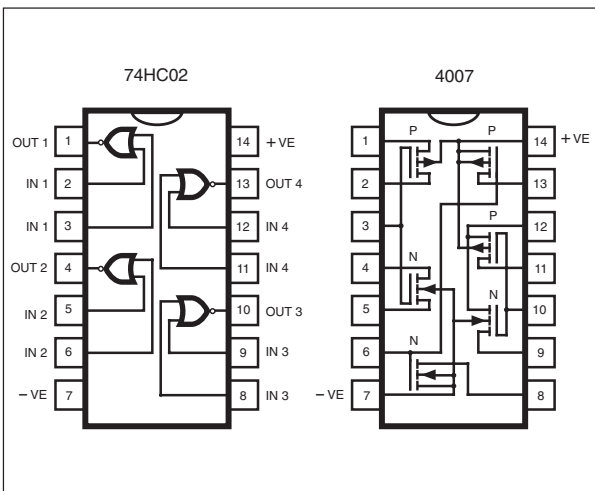 74HC02
OUT 1 1 14 +VE
IN 1 2 13 OUT 4
IN 1 3 12 IN 4
OUT 2 4 11 IN 4
IN 2 5 10 OUT 3
IN 2 6 9 IN 3
−VE 7 8 IN 3
4007
P P
1 14 +VE
2 13
3 12
P
4 11
N N
5 10
6 9
N
−VE 7 8